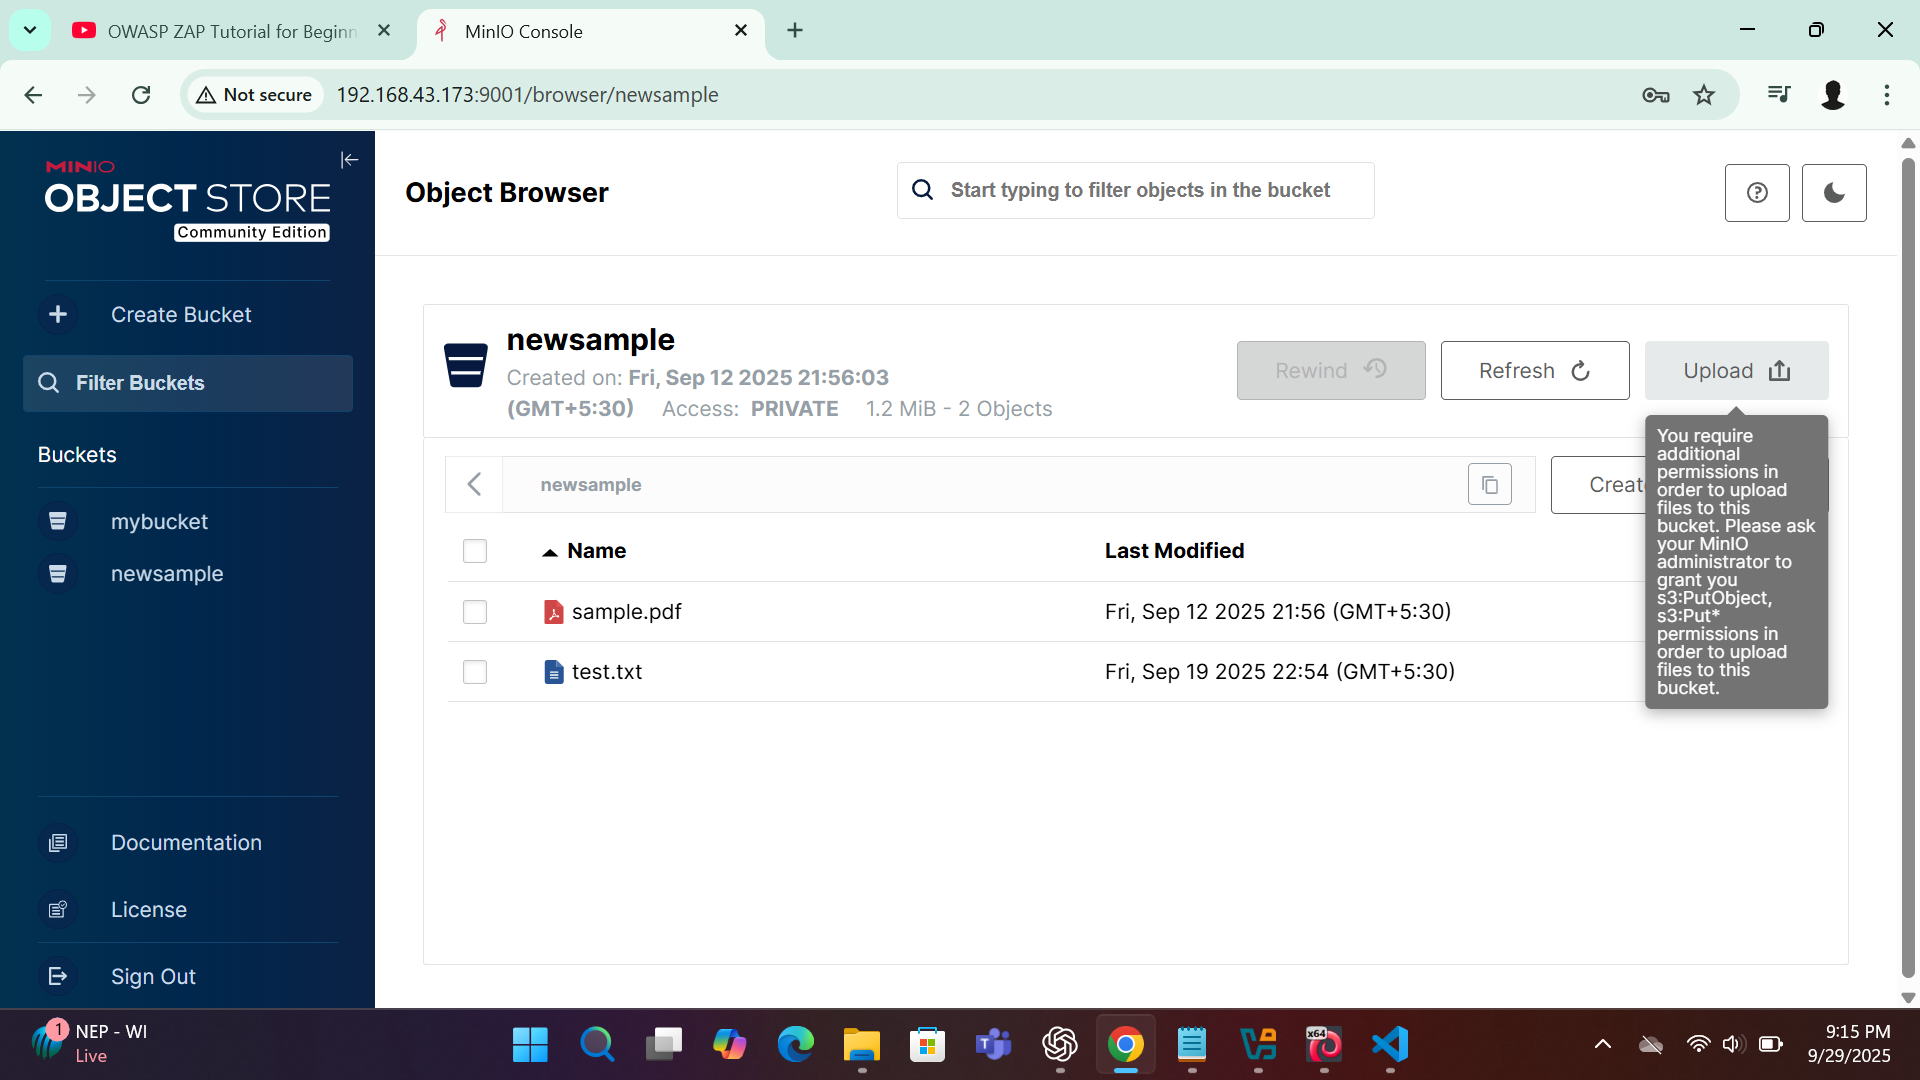 OWASP ZAP Tutorial for Beginn
MinIO Console
Not secure
192.168.43.173:9001/browser/newsample
MINIO
OBJECT STORE
Community Edition
Create Bucket
Filter Buckets
Buckets
mybucket
newsample
Documentation
License
Sign Out
Object Browser
Start typing to filter objects in the bucket
newsample
Created on: Fri, Sep 12 2025 21:56:03
(GMT+5:30) Access: PRIVATE 1.2 MiB - 2 Objects
Rewind
Refresh
Upload
You require
additional
permissions in
order to upload
files to this
bucket. Please ask
your MinIO
administrator to
grant you
s3:PutObject,
s3:Put*
permissions in
order to upload
files to this
bucket.
newsample
Creat
Name Last Modified
sample.pdf Fri, Sep 12 2025 21:56 (GMT+5:30)
test.txt Fri, Sep 19 2025 22:54 (GMT+5:30)
1
NEP - WI
Live
x64
9:15 PM
9/29/2025